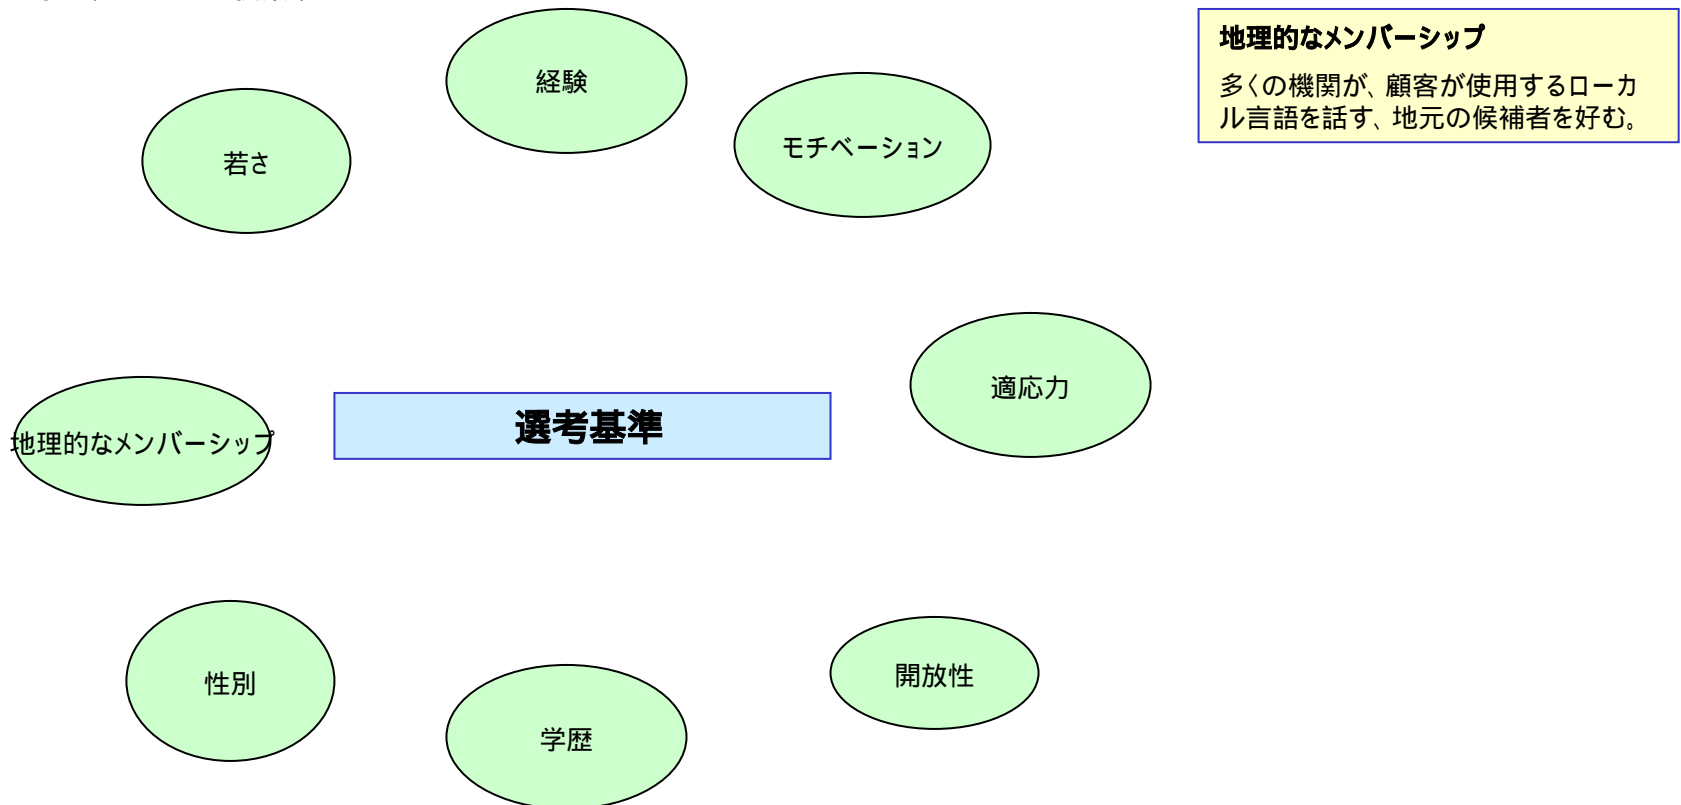 経験
地理的なメンバーシップ
多くの機関が、顧客が使用するローカ
ル言語を話す、地元の候補者を好む。
モチベーション
若さ
適応力
選考基準
地理的なメンバーシップ
開放性
性別
学歴